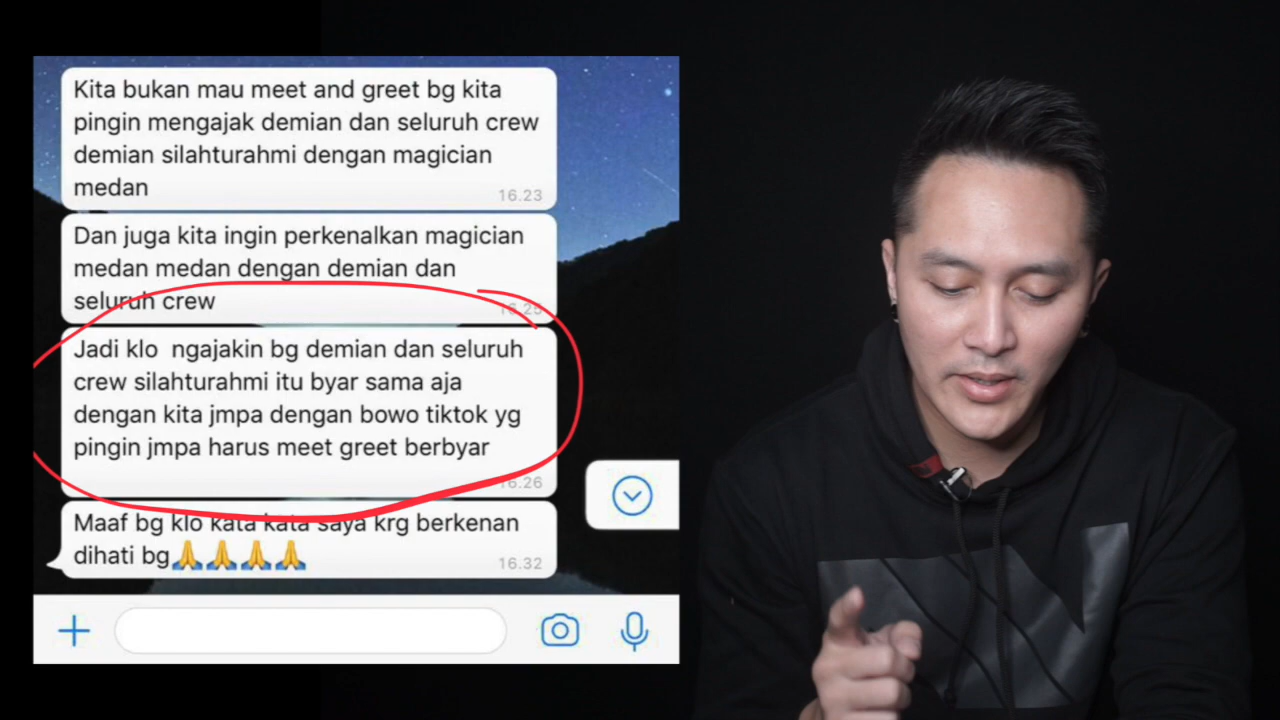 Kita bukan mau meet and greet bg kita
pingin mengajak demian dan seluruh crew
demian silahturahmi dengan magician
medan
16.23
Dan juga kita ingin perkenalkan magician
medan medan dengan demian dan
seluruh crew
16.25
Jadi klo  ngajakin bg demian dan seluruh
crew silahturahmi itu byar sama aja
dengan kita jmpa dengan bowo tiktok yg
pingin jmpa harus meet greet berbyar
16.26
Maaf bg klo kata kata saya krg berkenan
dihati bg🙏🙏🙏🙏
16.32